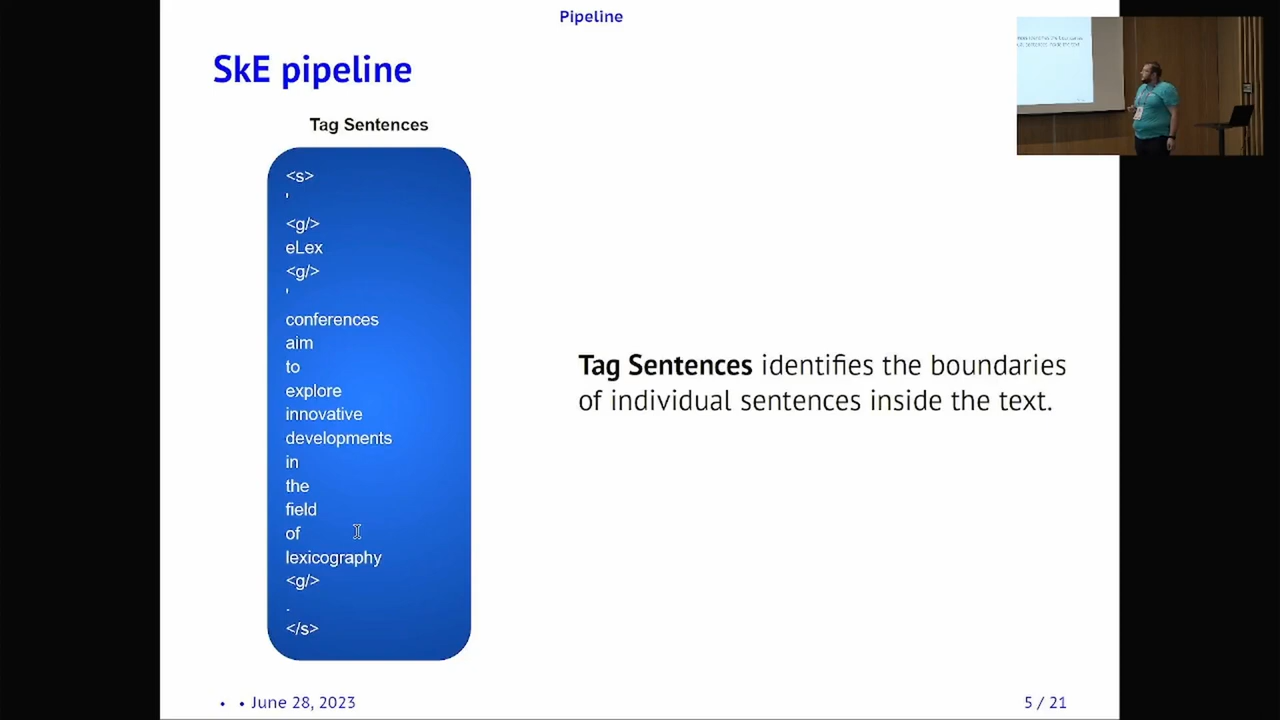 Pipeline
SkE pipeline
Tag Sentences
<s>
'
<g/>
eLex
<g/>
'
conferences
aim
to
explore
innovative
developments
in
the
field
of
lexicography
<g/>
.
</s>
Tag Sentences identifies the boundaries
of individual sentences inside the text.
• • June 28, 2023
5 / 21